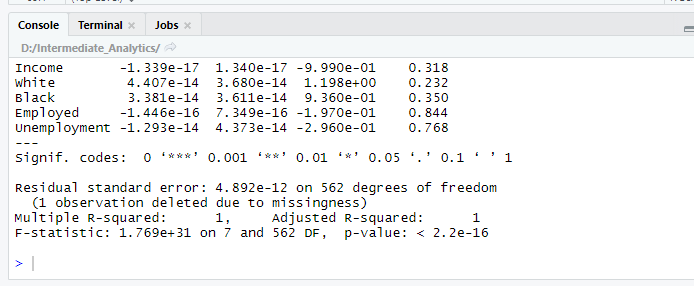 Console Terminal × Jobs ×
D:/Intermediate_Analytics/
Income -1.339e-17 1.340e-17 -9.990e-01 0.318
White 4.407e-14 3.680e-14 1.198e+00 0.232
Black 3.381e-14 3.611e-14 9.360e-01 0.350
Employed -1.446e-16 7.349e-16 -1.970e-01 0.844
Unemployment -1.293e-14 4.373e-14 -2.960e-01 0.768
---
Signif. codes: 0 ‘***’ 0.001 ‘**’ 0.01 ‘*’ 0.05 ‘.’ 0.1 ‘ ’ 1
Residual standard error: 4.892e-12 on 562 degrees of freedom
(1 observation deleted due to missingness)
Multiple R-squared: 1, Adjusted R-squared: 1
F-statistic: 1.769e+31 on 7 and 562 DF, p-value: < 2.2e-16
>